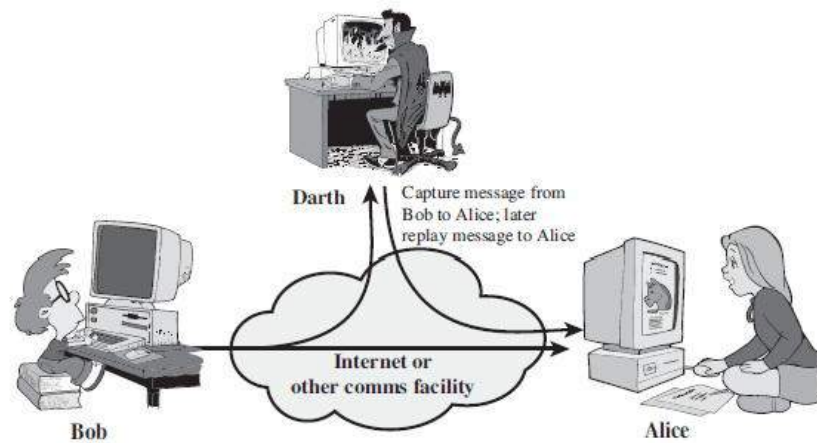 Darth
Capture message from
Bob to Alice; later
replay message to Alice
Internet or
other comms facility
Bob
Alice